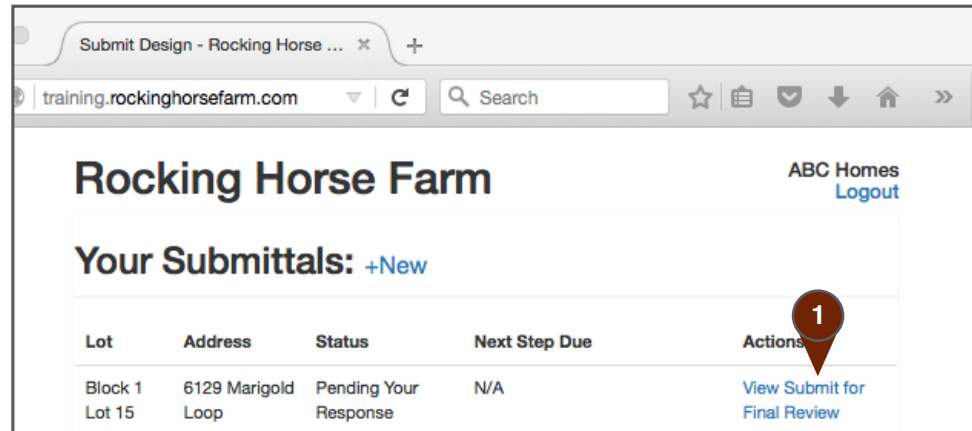 Submit Design - Rocking Horse ...
training.rockinghorsefarm.com
Search
Rocking Horse Farm
ABC Homes
Logout
Your Submittals: +New
1
Lot Address Status Next Step Due Actions
Block 1 6129 Marigold Pending Your N/A View Submit for
Lot 15 Loop Response Final Review